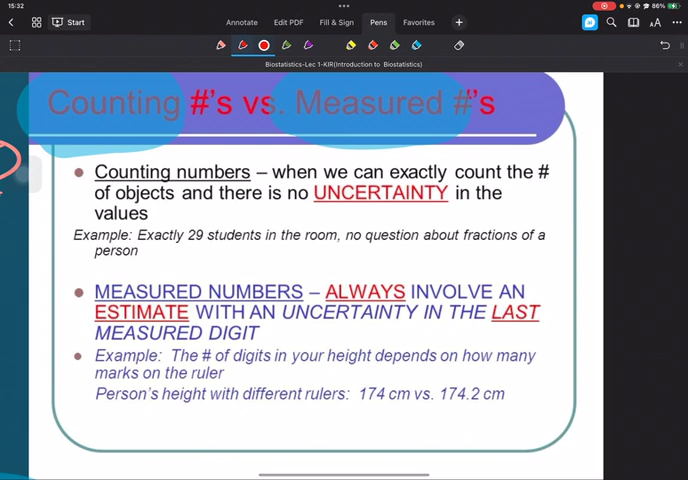 15:32
86%
Start
Annotate Edit PDF Fill & Sign Pens Favorites
Biostatistics-Lec 1-KIR(Introduction to Biostatistics)
Counting #'s vs. Measured #'s
Counting numbers – when we can exactly count the #
of objects and there is no UNCERTAINTY in the
values
Example: Exactly 29 students in the room, no question about fractions of a
person
MEASURED NUMBERS – ALWAYS INVOLVE AN
ESTIMATE WITH AN UNCERTAINTY IN THE LAST
MEASURED DIGIT
Example: The # of digits in your height depends on how many
marks on the ruler
Person's height with different rulers: 174 cm vs. 174.2 cm